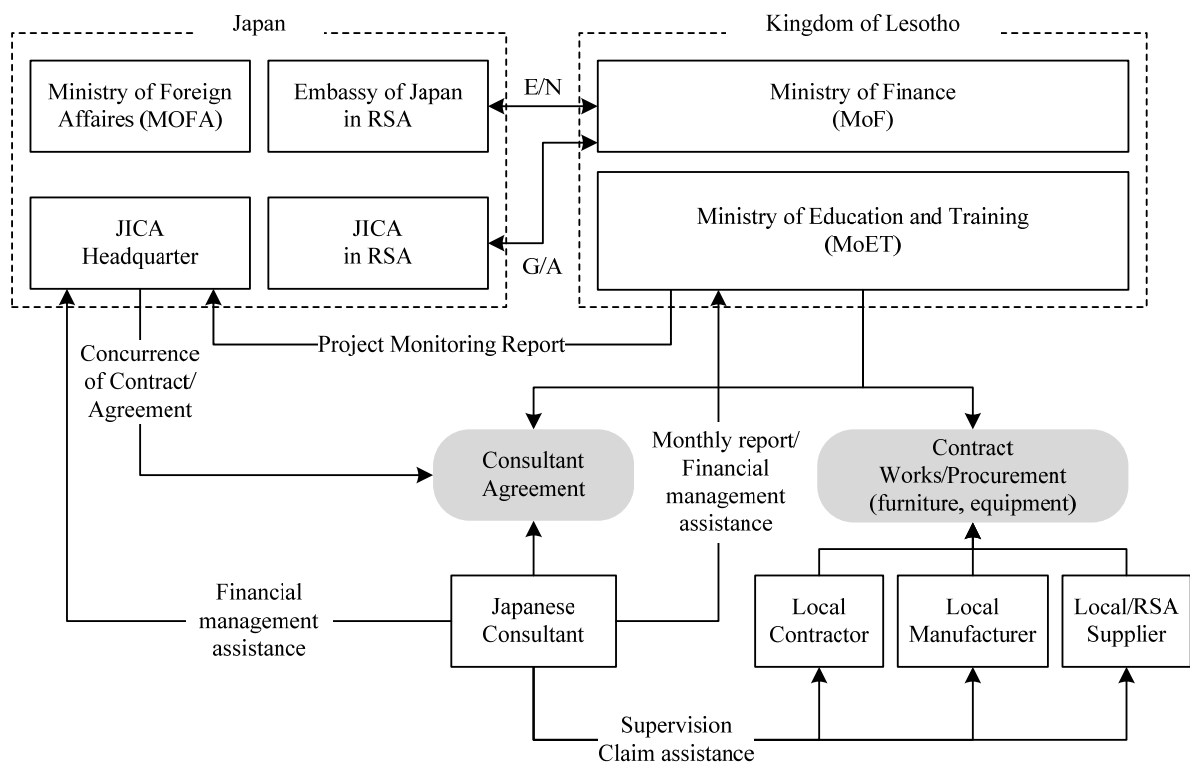 Japan
Kingdom of Lesotho
Ministry of Foreign
Affaires (MOFA)
Embassy of Japan
in RSA
E/N
Ministry of Finance
(MoF)
JICA
Headquarter
JICA
in RSA
G/A
Ministry of Education and Training
(MoET)
Project Monitoring Report
Concurrence
of Contract/
Agreement
Consultant
Agreement
Monthly report/
Financial
management
assistance
Contract
Works/Procurement
(furniture, equipment)
Financial
management
assistance
Japanese
Consultant
Local
Contractor
Local
Manufacturer
Local/RSA
Supplier
Supervision
Claim assistance